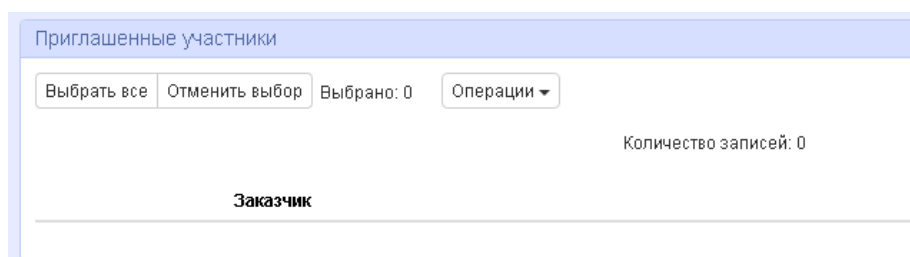 Приглашенные участники
Выбрать все Отменить выбор Выбрано: 0 Операции
Количество записей: 0
Заказчик